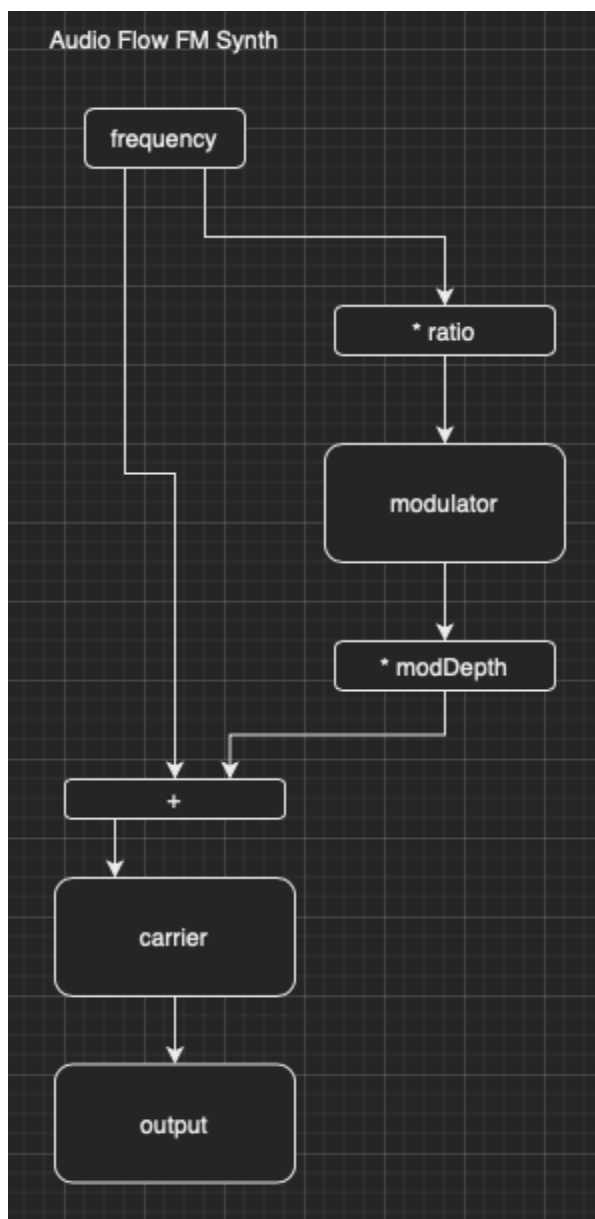 Audio Flow FM Synth
frequency
* ratio
modulator
* modDepth
+
carrier
output